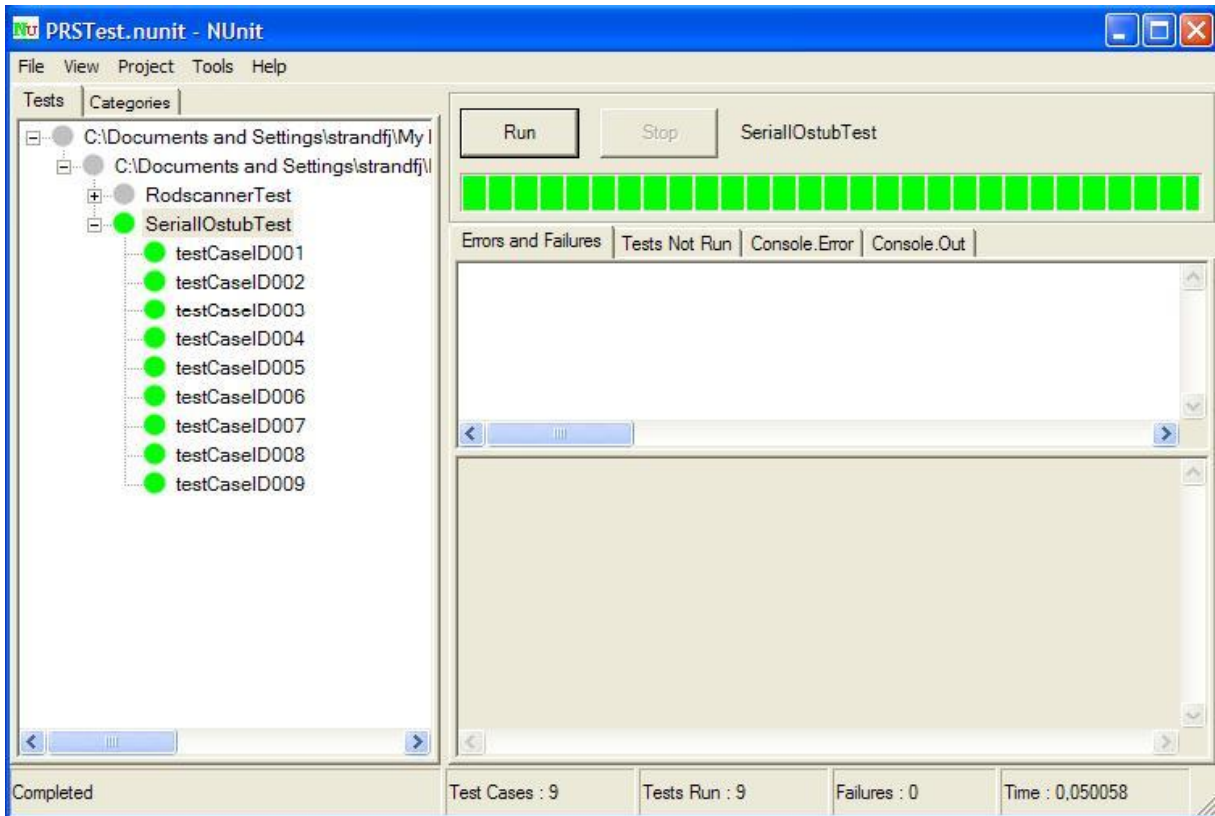 PRSTest.nunit - NUnit
File View Project Tools Help
Tests Categories
C:\Documents and Settings\strandfj\My
C:\Documents and Settings\strandfj\
RodscannerTest
SerialIOstubTest
testCaseID001
testCaseID002
testCaseID003
testCaseID004
testCaseID005
testCaseID006
testCaseID007
testCaseID008
testCaseID009
Run Stop SerialIOstubTest
Errors and Failures Tests Not Run Console.Error Console.Out
Completed Test Cases : 9 Tests Run : 9 Failures : 0 Time : 0,050058